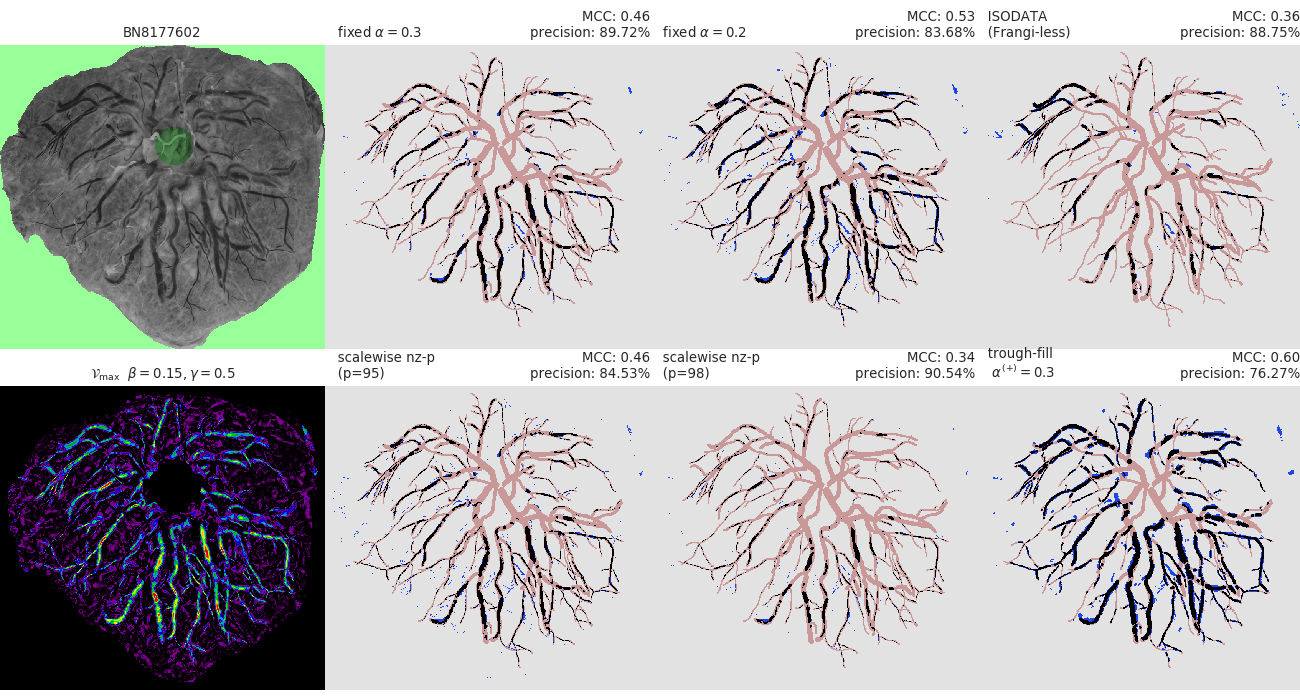 BN8177602
fixed α = 0.3
MCC: 0.46
precision: 89.72%
fixed α = 0.2
MCC: 0.53
precision: 83.68%
ISODATA
(Frangi-less)
MCC: 0.36
precision: 88.75%
𝒱max β = 0.15, γ = 0.5
scalewise nz-p
(p=95)
MCC: 0.46
precision: 84.53%
scalewise nz-p
(p=98)
MCC: 0.34
precision: 90.54%
trough-fill
α(+) = 0.3
MCC: 0.60
precision: 76.27%